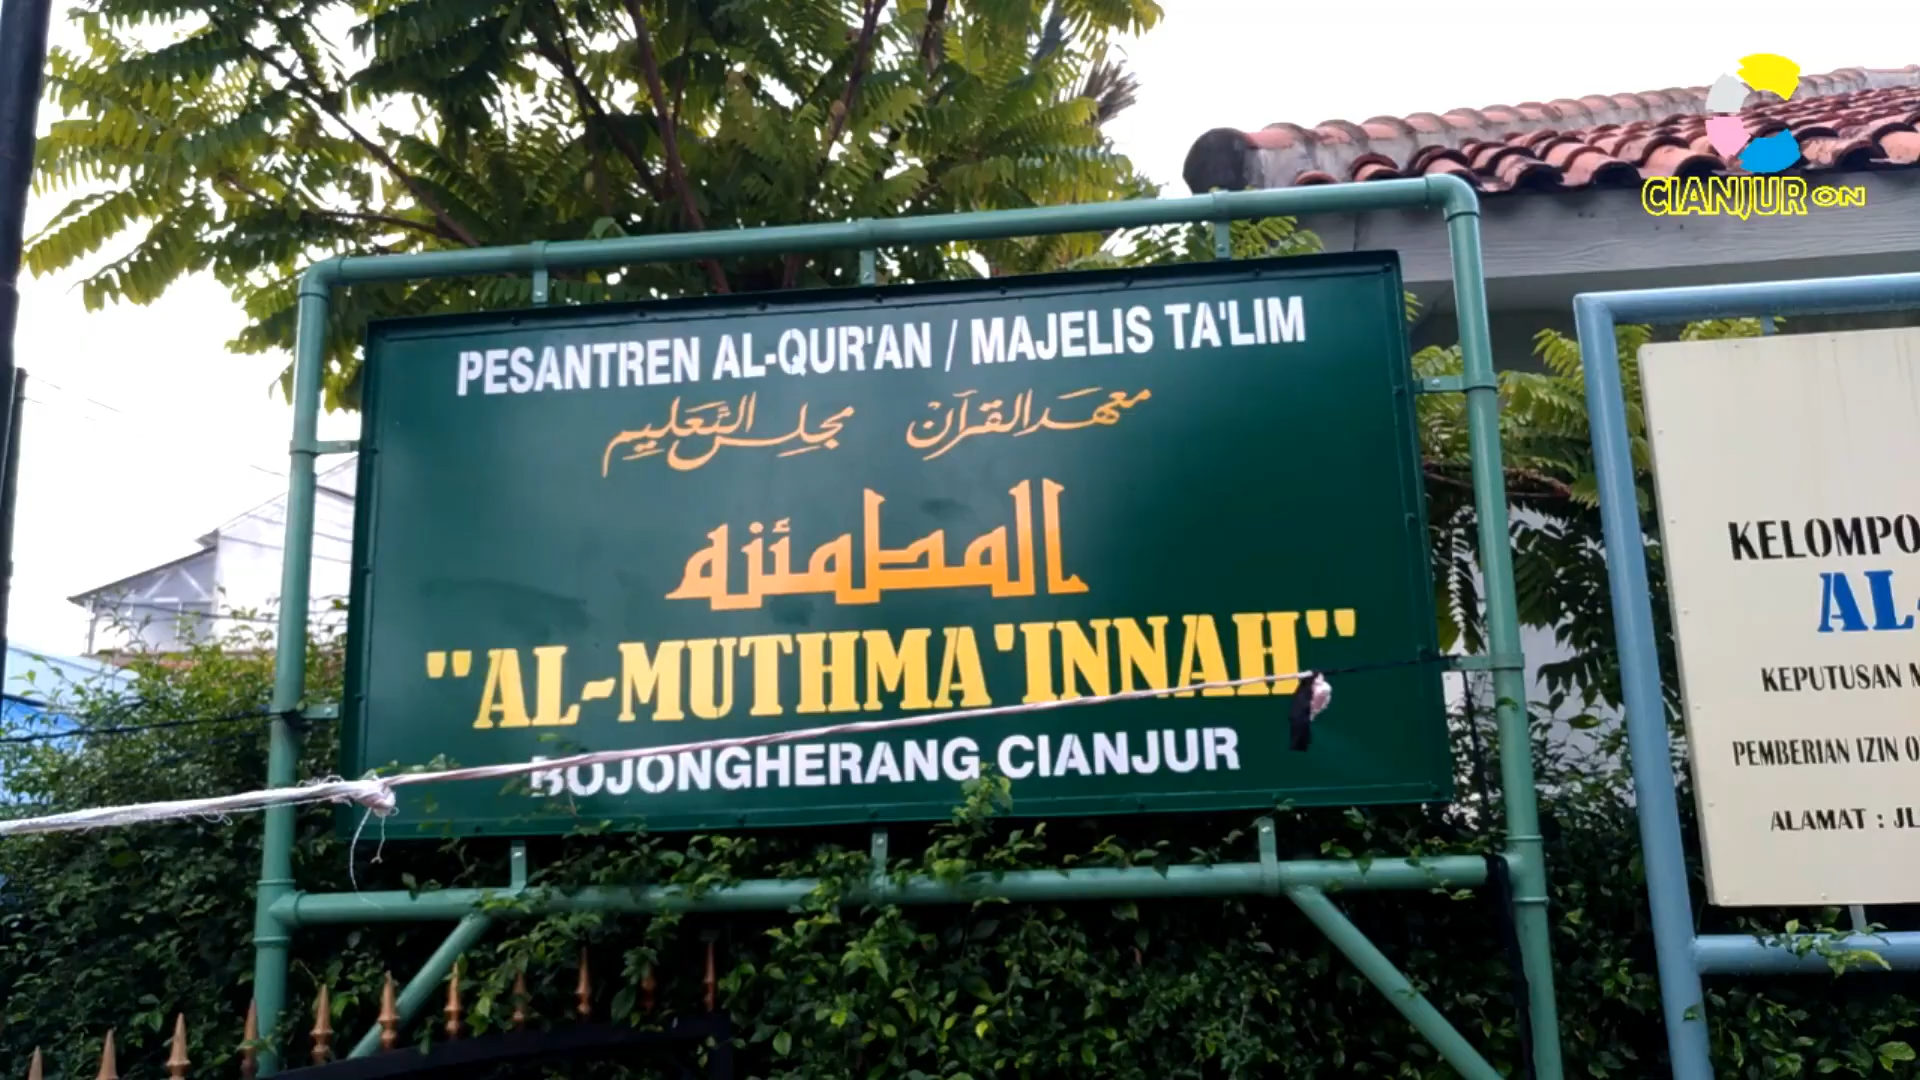 PESANTREN AL-QUR'AN / MAJELIS TA'LIM
معهد القرآن مجلس التعليم
المطمئنه
"AL-MUTHMA'INNAH"
BOJONGHERANG CIANJUR
CIANJUR ON
KELOMPO
AL-
KEPUTUSAN M
PEMBERIAN IZIN O
ALAMAT : JL